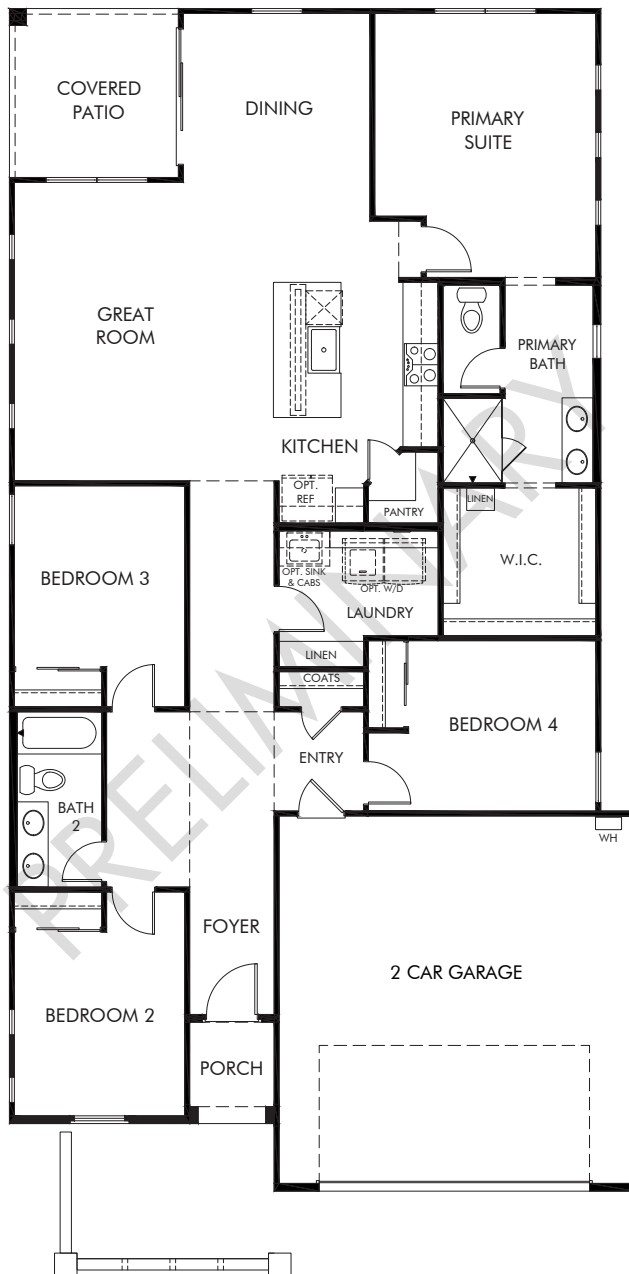 COVERED
PATIO
DINING
PRIMARY
SUITE
GREAT
ROOM
PRIMARY
BATH
KITCHEN
OPT.
REF
PANTRY
LINEN
W.I.C.
OPT. SINK
& CABS
OPT. W/D
LAUNDRY
BEDROOM 3
LINEN
COATS
BEDROOM 4
ENTRY
BATH
2
WH
FOYER
2 CAR GARAGE
BEDROOM 2
PORCH
PRELIMINARY